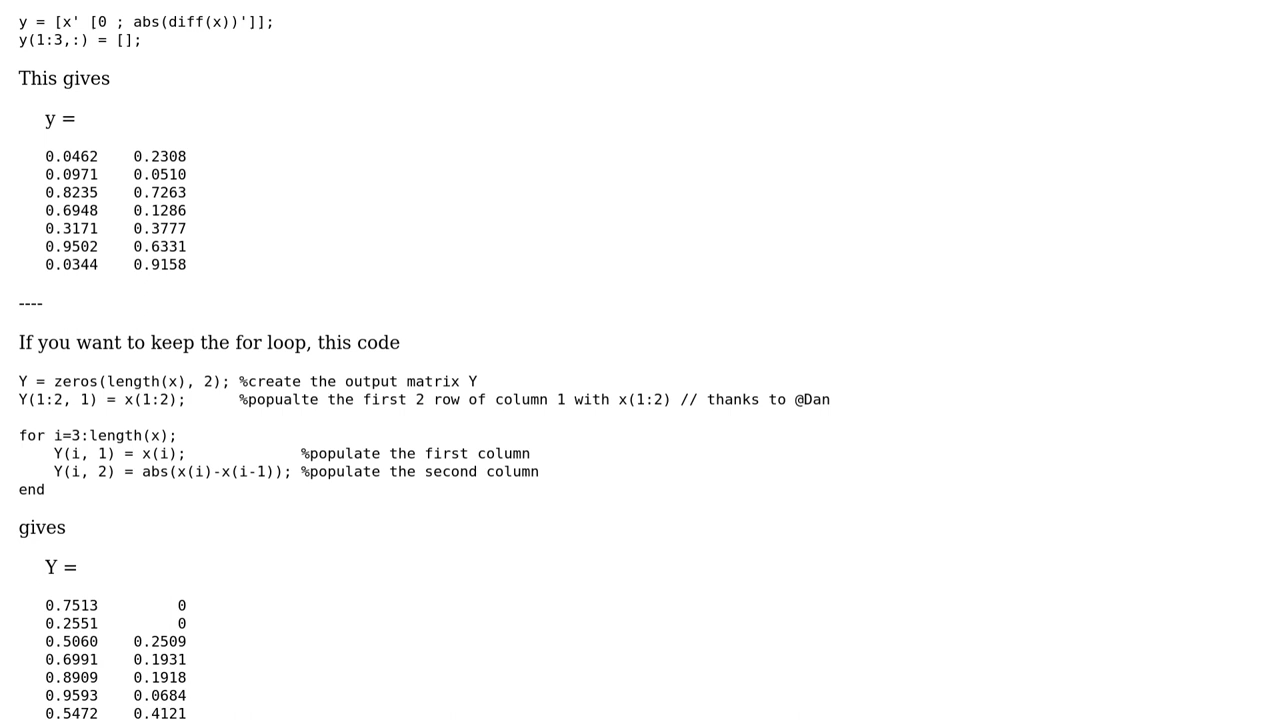 y = [x' [0 ; abs(diff(x))']];
y(1:3,:) = [];
This gives
y =
0.0462    0.2308
0.0971    0.0510
0.8235    0.7263
0.6948    0.1286
0.3171    0.3777
0.9502    0.6331
0.0344    0.9158
----
If you want to keep the for loop, this code
Y = zeros(length(x), 2); %create the output matrix Y
Y(1:2, 1) = x(1:2);      %popualte the first 2 row of column 1 with x(1:2) // thanks to @Dan
for i=3:length(x);
    Y(i, 1) = x(i);             %populate the first column
    Y(i, 2) = abs(x(i)-x(i-1)); %populate the second column
end
gives
Y =
0.7513         0
0.2551         0
0.5060    0.2509
0.6991    0.1931
0.8909    0.1918
0.9593    0.0684
0.5472    0.4121